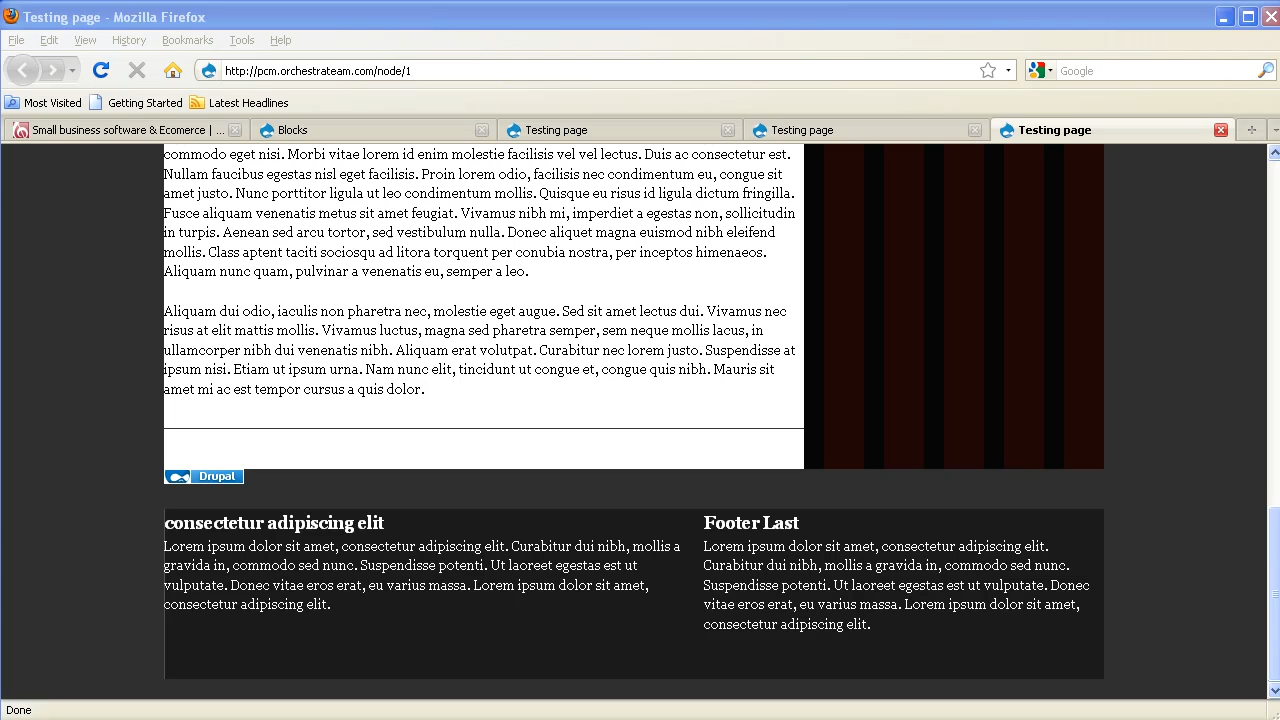 Testing page - Mozilla Firefox
File Edit View History Bookmarks Tools Help
http://pcm.orchestrateam.com/node/1
Google
Most Visited Getting Started Latest Headlines
Small business software & Ecomerce | ... Blocks Testing page Testing page Testing page
commodo eget nisi. Morbi vitae lorem id enim molestie facilisis vel vel lectus. Duis ac consectetur est.
Nullam faucibus egestas nisl eget facilisis. Proin lorem odio, facilisis nec condimentum eu, congue sit
amet justo. Nunc porttitor ligula ut leo condimentum mollis. Quisque eu risus id ligula dictum fringilla.
Fusce aliquam venenatis metus sit amet feugiat. Vivamus nibh mi, imperdiet a egestas non, sollicitudin
in turpis. Aenean sed arcu tortor, sed vestibulum nulla. Donec aliquet magna euismod nibh eleifend
mollis. Class aptent taciti sociosqu ad litora torquent per conubia nostra, per inceptos himenaeos.
Aliquam nunc quam, pulvinar a venenatis eu, semper a leo.
Aliquam dui odio, iaculis non pharetra nec, molestie eget augue. Sed sit amet lectus dui. Vivamus nec
risus at elit mattis mollis. Vivamus luctus, magna sed pharetra semper, sem neque mollis lacus, in
ullamcorper nibh dui venenatis nibh. Aliquam erat volutpat. Curabitur nec lorem justo. Suspendisse at
ipsum nisi. Etiam ut ipsum urna. Nam nunc elit, tincidunt ut congue et, congue quis nibh. Mauris sit
amet mi ac est tempor cursus a quis dolor.
Drupal
consectetur adipiscing elit
Lorem ipsum dolor sit amet, consectetur adipiscing elit. Curabitur dui nibh, mollis a
gravida in, commodo sed nunc. Suspendisse potenti. Ut laoreet egestas est ut
vulputate. Donec vitae eros erat, eu varius massa. Lorem ipsum dolor sit amet,
consectetur adipiscing elit.
Footer Last
Lorem ipsum dolor sit amet, consectetur adipiscing elit.
Curabitur dui nibh, mollis a gravida in, commodo sed nunc.
Suspendisse potenti. Ut laoreet egestas est ut vulputate. Donec
vitae eros erat, eu varius massa. Lorem ipsum dolor sit amet,
consectetur adipiscing elit.
Done